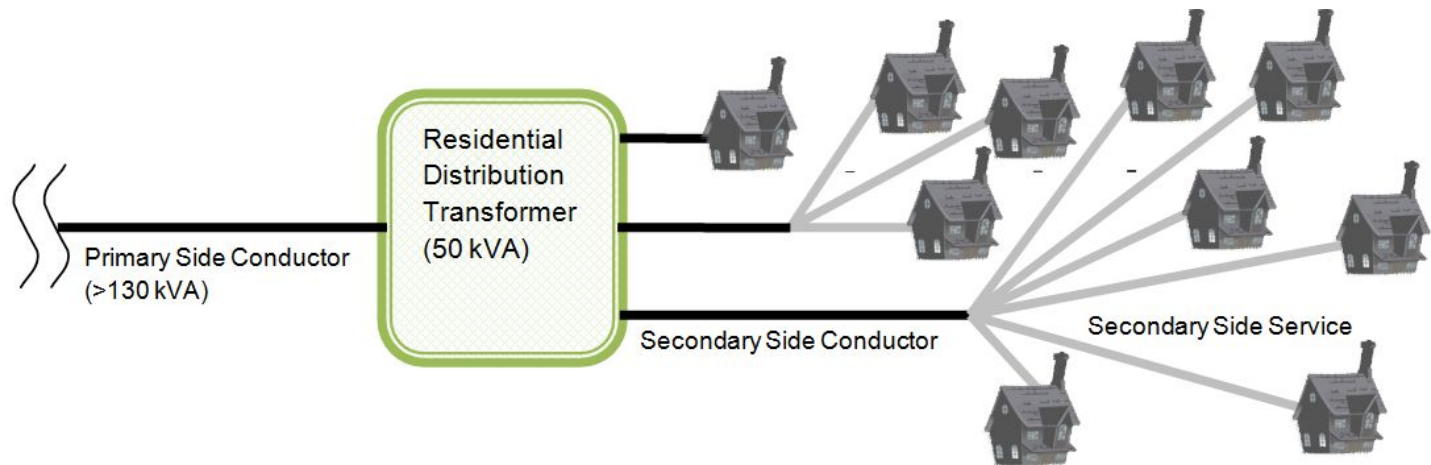 Residential
Distribution
Transformer
(50 kVA)
Primary Side Conductor
(>130 kVA)
Secondary Side Conductor
Secondary Side Service